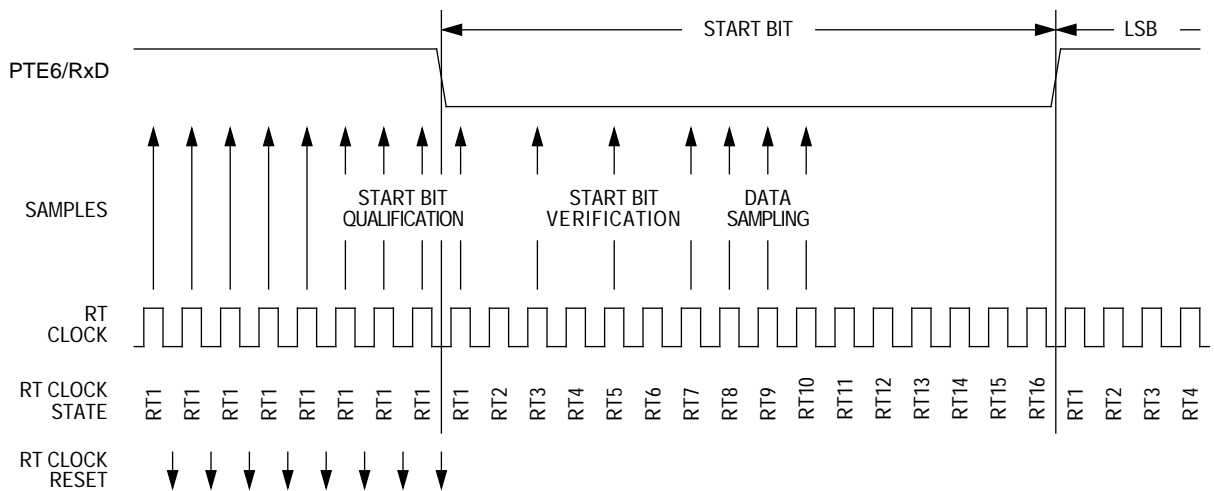 START BIT
LSB
PTE6/RxD
SAMPLES
START BIT
QUALIFICATION
START BIT
VERIFICATION
DATA
SAMPLING
RT
CLOCK
RT CLOCK
STATE
RT1 RT1 RT1 RT1 RT1 RT1 RT1 RT1 RT1 RT2 RT3 RT4 RT5 RT6 RT7 RT8 RT9 RT10 RT11 RT12 RT13 RT14 RT15 RT16 RT1 RT2 RT3 RT4
RT CLOCK
RESET